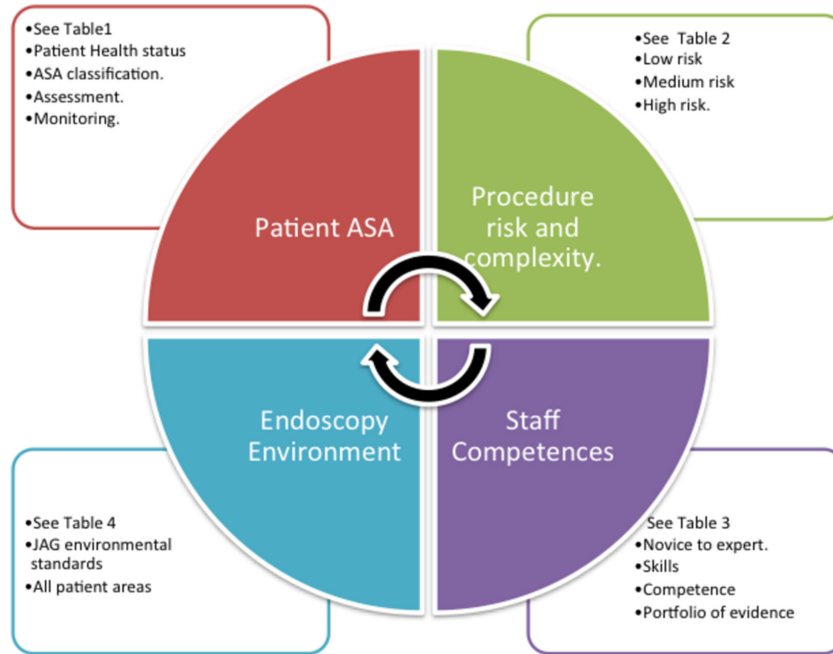 •See Table1
•Patient Health status
•ASA classification.
•Assessment.
•Monitoring.
•See  Table 2
•Low risk
•Medium risk
•High risk.
Patient ASA
Procedure
risk and
complexity.
Endoscopy
Environment
Staff
Competences
•See Table 4
•JAG environmental
standards
•All patient areas
See Table 3
•Novice to expert.
•Skills
•Competence
•Portfolio of evidence